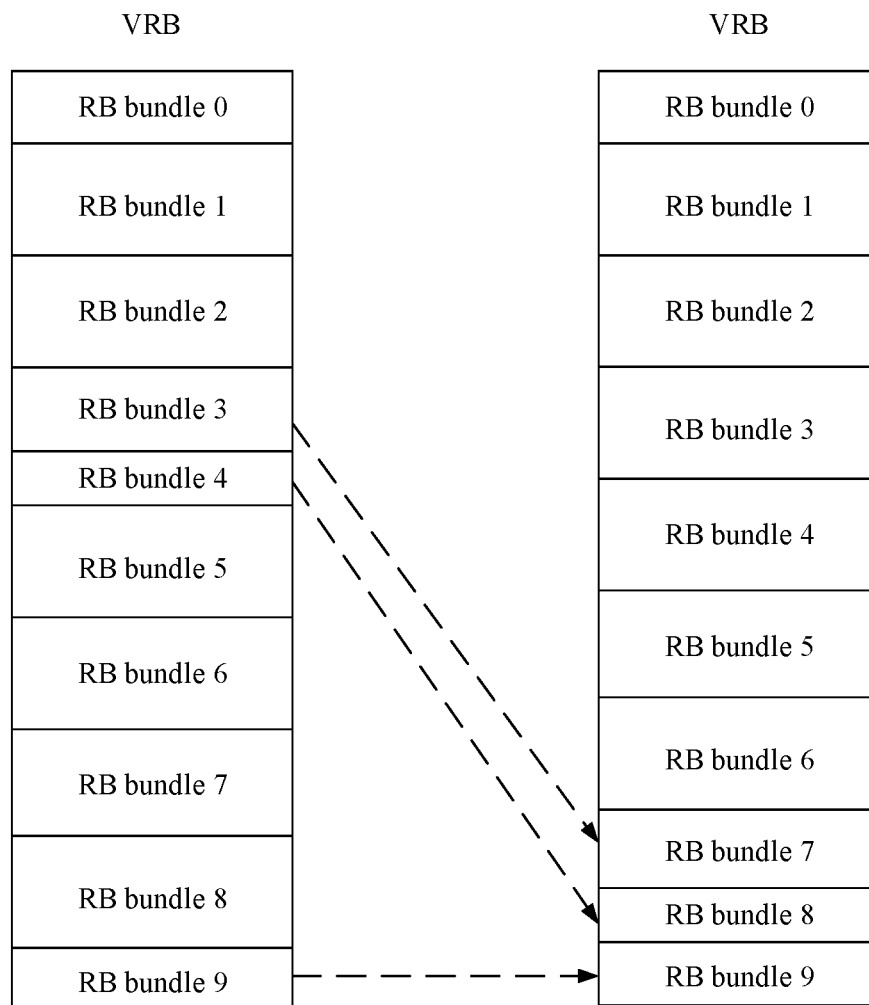 VRB
RB bundle 0
RB bundle 1
RB bundle 2
RB bundle 3
RB bundle 4
RB bundle 5
RB bundle 6
RB bundle 7
RB bundle 8
RB bundle 9
VRB
RB bundle 0
RB bundle 1
RB bundle 2
RB bundle 3
RB bundle 4
RB bundle 5
RB bundle 6
RB bundle 7
RB bundle 8
RB bundle 9